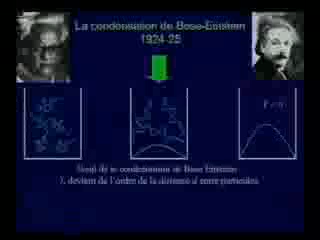 La condensation de Bose-Einstein
1924-25
T = 0
Seuil de la condensation de Bose Einstein
λ devient de l'ordre de la distance d entre particules